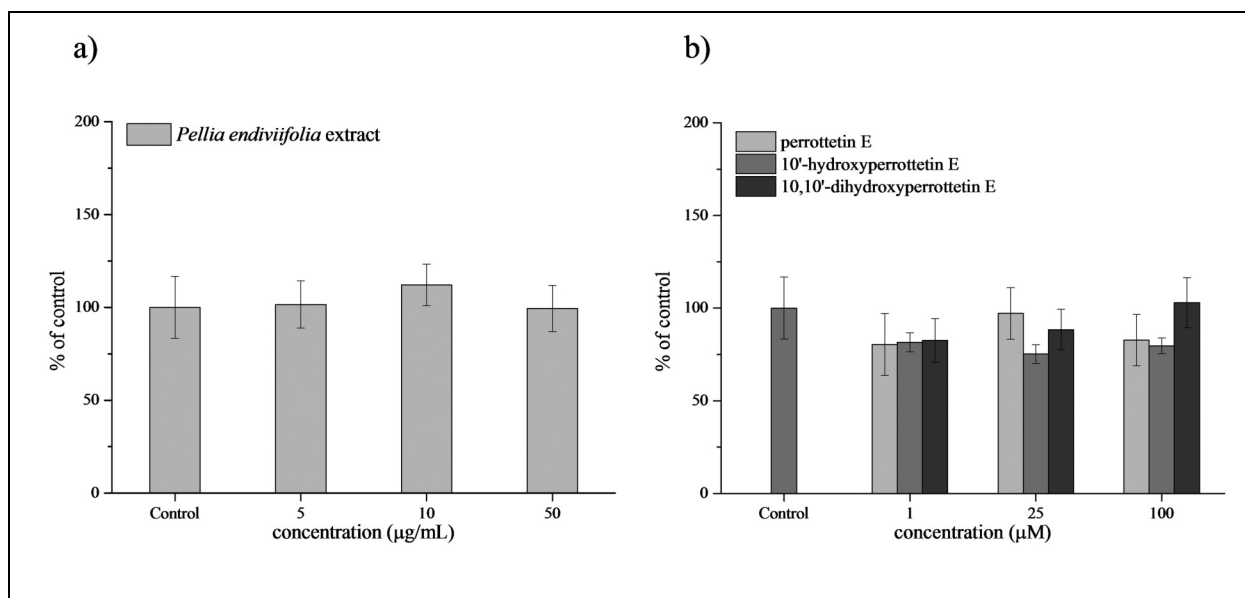 a)
200
150
100
50
0
% of control
Pellia endiviifolia extract
Control 5 10 50
concentration (µg/mL)
b)
200
150
100
50
0
% of control
perrottetin E
10'-hydroxyperrottetin E
10,10'-dihydroxyperrottetin E
Control 1 25 100
concentration (µM)